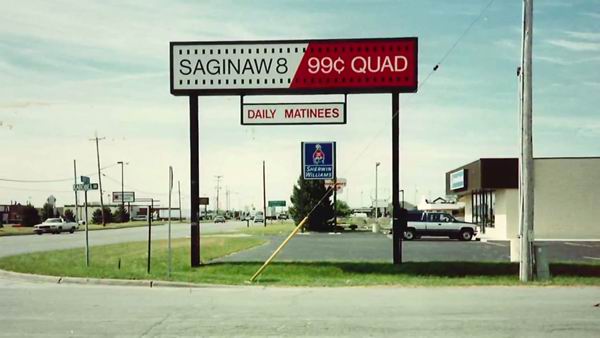 SAGINAW 8 99¢ QUAD
DAILY MATINEES
SHERWIN
WILLIAMS